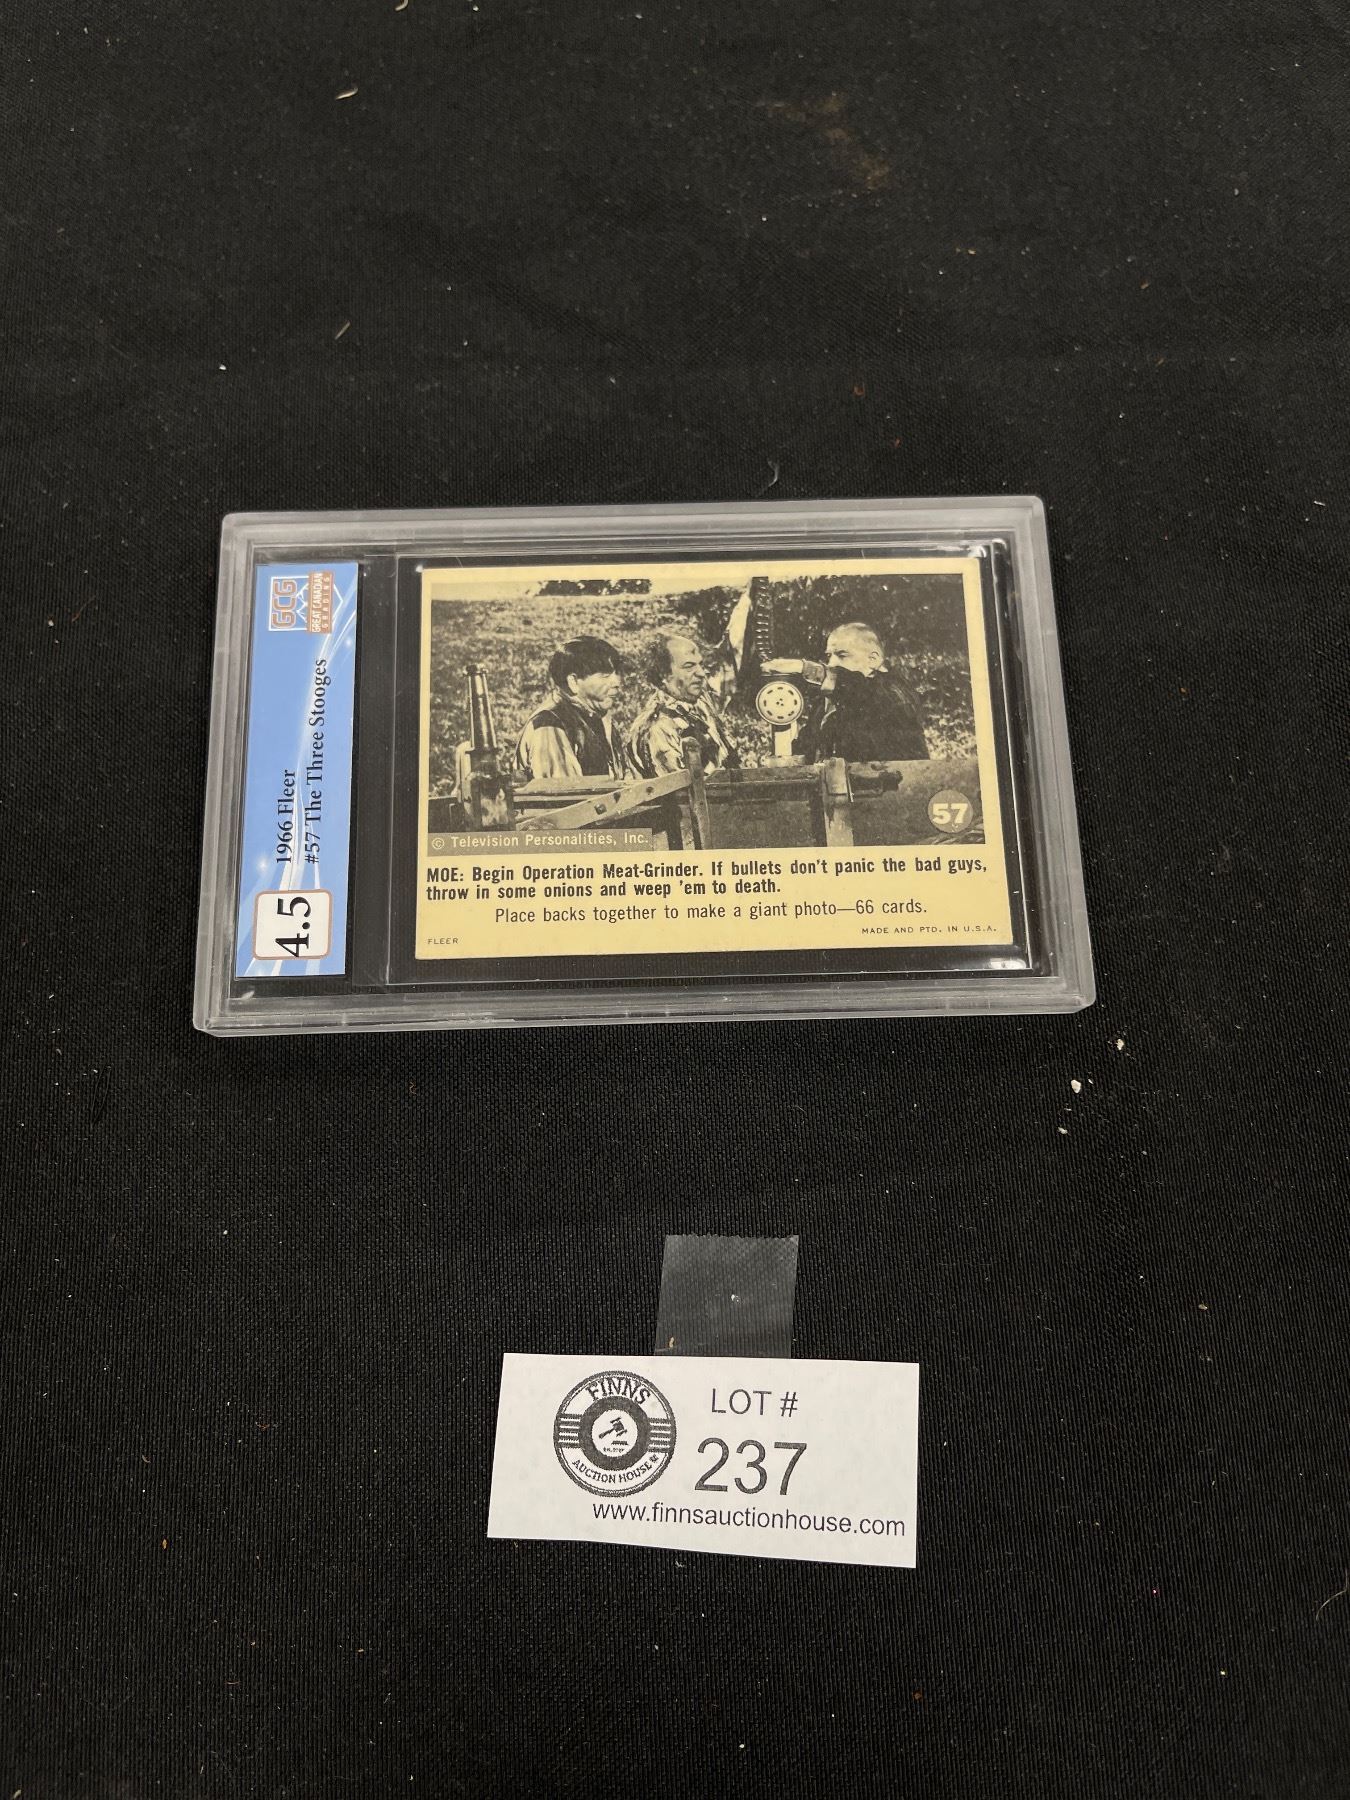 GCG
GREAT CANADIAN
GRADING
1966 Fleer
#57 The Three Stooges
4.5
57
© Television Personalities, Inc.
MOE: Begin Operation Meat-Grinder. If bullets don't panic the bad guys,
throw in some onions and weep 'em to death.
Place backs together to make a giant photo—66 cards.
FLEER
MADE AND PTD. IN U.S.A.
FINNS
AUCTION HOUSE
LOT #
237
www.finnsauctionhouse.com